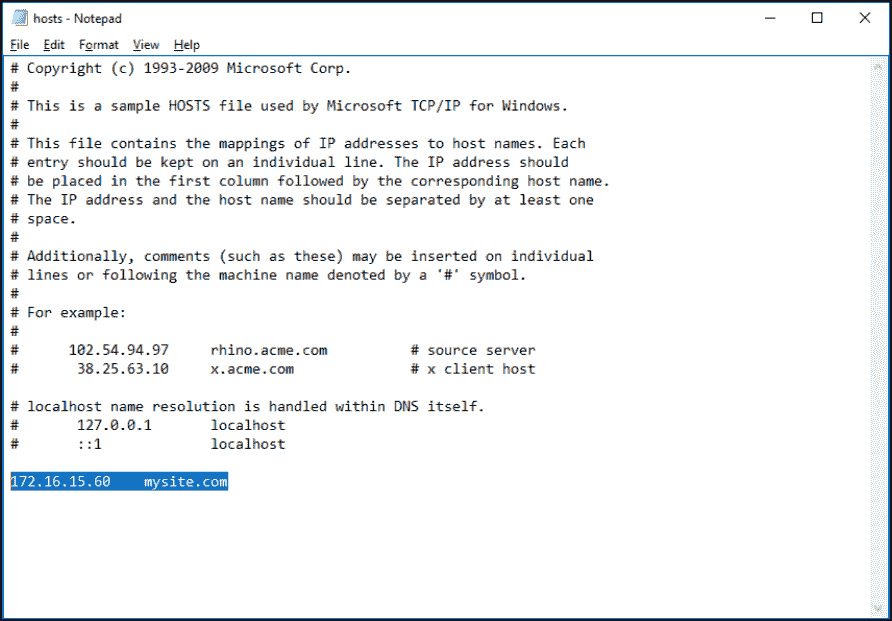 hosts - Notepad
File Edit Format View Help
# Copyright (c) 1993-2009 Microsoft Corp.
#
# This is a sample HOSTS file used by Microsoft TCP/IP for Windows.
#
# This file contains the mappings of IP addresses to host names. Each
# entry should be kept on an individual line. The IP address should
# be placed in the first column followed by the corresponding host name.
# The IP address and the host name should be separated by at least one
# space.
#
# Additionally, comments (such as these) may be inserted on individual
# lines or following the machine name denoted by a '#' symbol.
#
# For example:
#
#      102.54.94.97     rhino.acme.com          # source server
#       38.25.63.10     x.acme.com              # x client host

# localhost name resolution is handled within DNS itself.
#       127.0.0.1       localhost
#       ::1             localhost

172.16.15.60    mysite.com